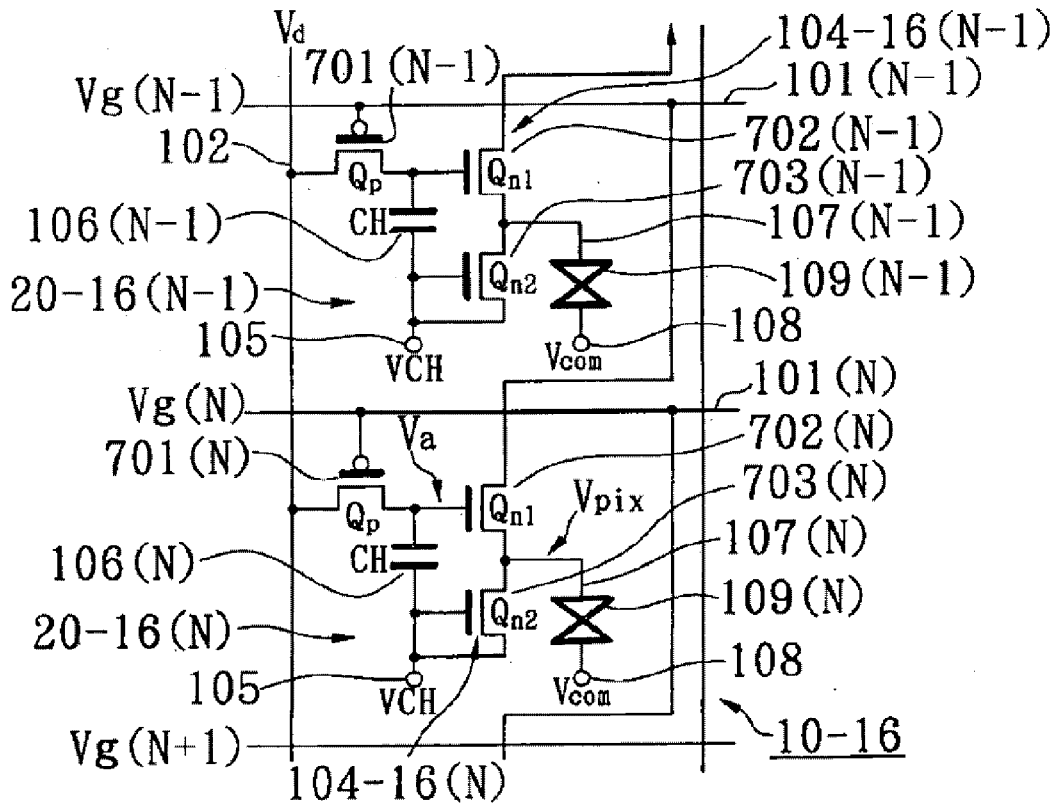 Vd
701(N-1)
104-16(N-1)
Vg(N-1)
101(N-1)
102
702(N-1)
Qp
Qn1
703(N-1)
CH
106(N-1)
107(N-1)
Qn2
109(N-1)
20-16(N-1)
105
VCH
Vcom
108
Vg(N)
101(N)
Va
702(N)
701(N)
703(N)
Qp
Qn1
Vpix
107(N)
CH
106(N)
109(N)
Qn2
20-16(N)
105
VCH
Vcom
108
Vg(N+1)
10-16
104-16(N)